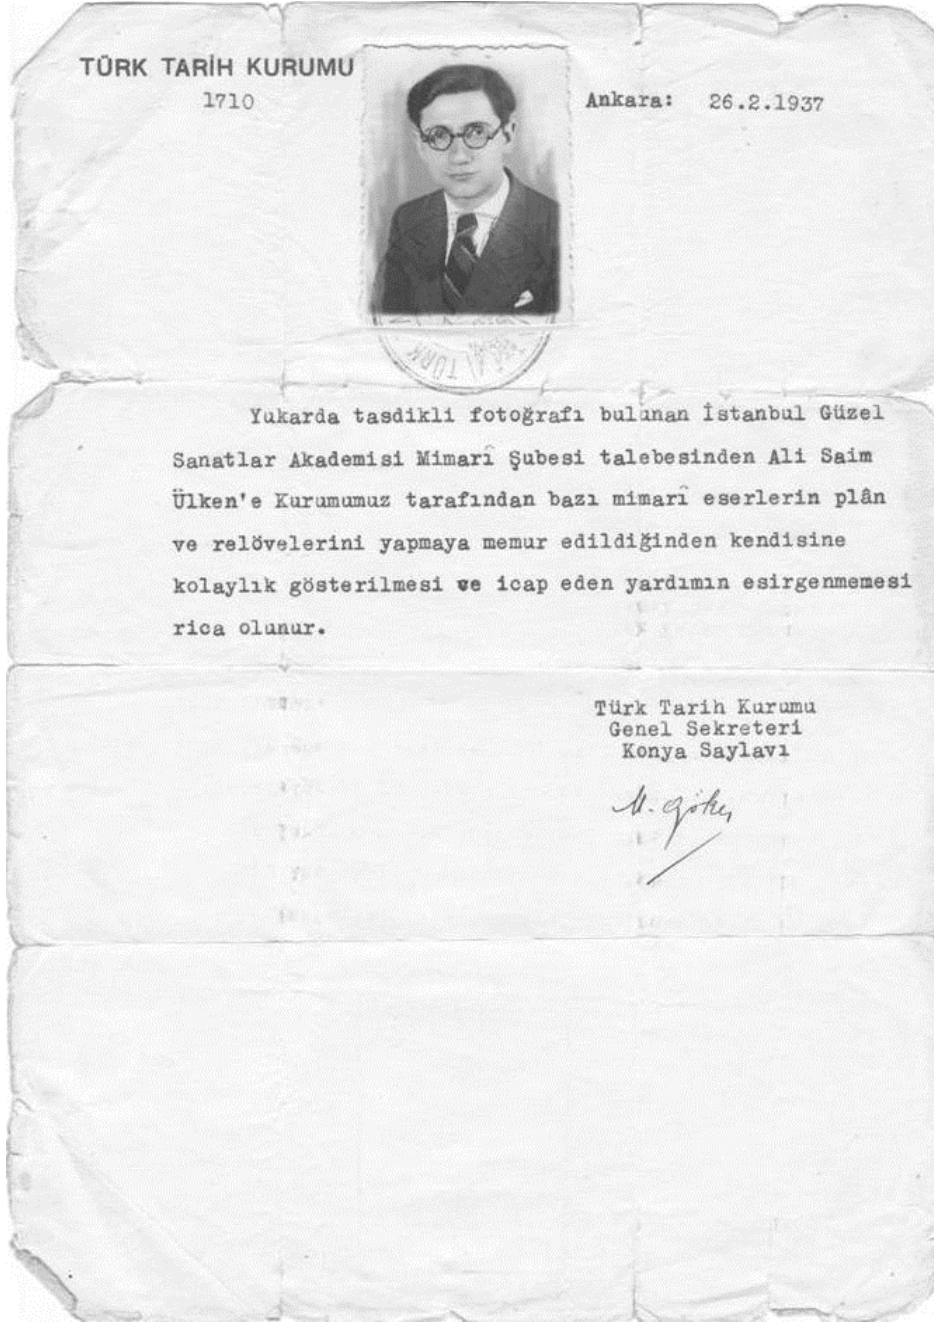 TÜRK TARİH KURUMU
1710
Ankara: 26.2.1937
TÜRK
Yukarda tasdikli fotoğrafı bulunan İstanbul Güzel
Sanatlar Akademisi Mimarî Şubesi talebesinden Ali Saim
Ülken'e Kurumumuz tarafından bazı mimarî eserlerin plân
ve relövelerini yapmaya memur edildiğinden kendisine
kolaylık gösterilmesi ve icap eden yardımın esirgenmemesi
rica olunur.
Türk Tarih Kurumu
Genel Sekreteri
Konya Saylavı
M. Göker